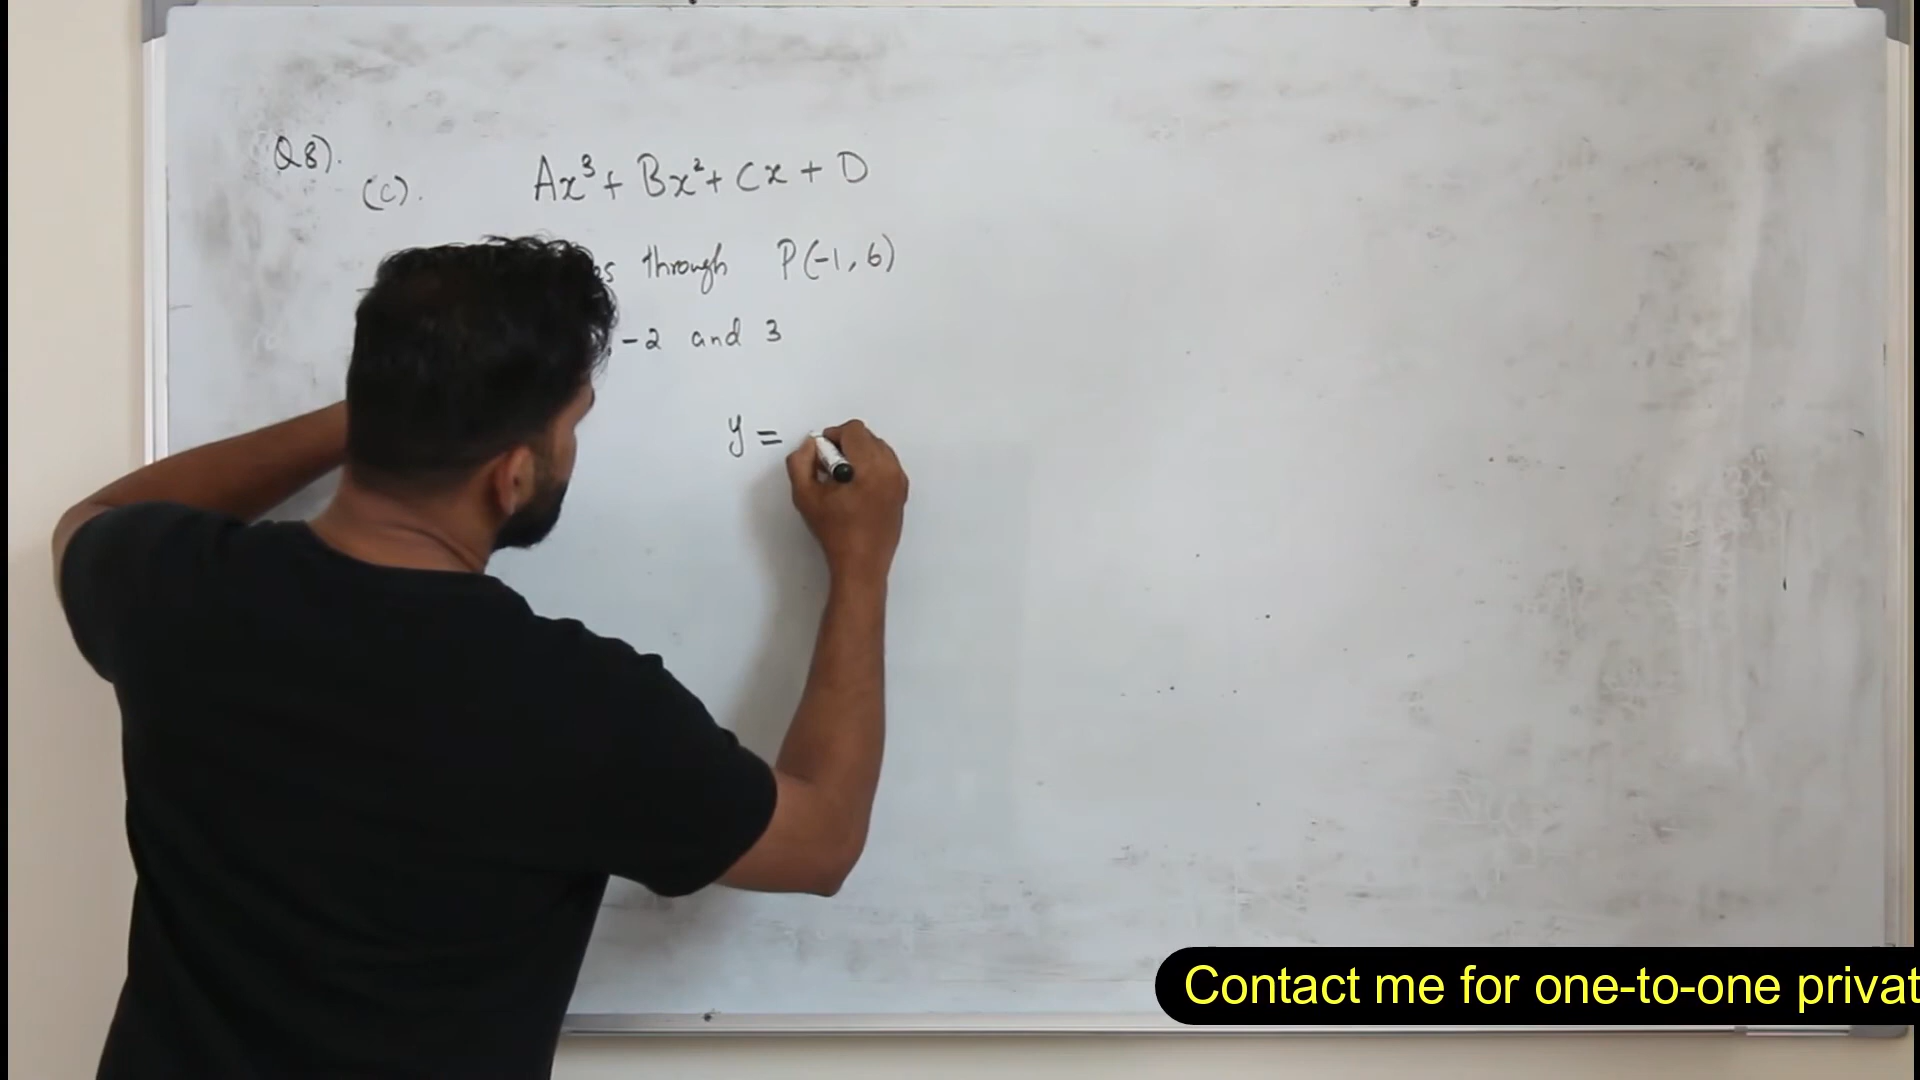 Q8).
(c). Ax³ + Bx² + Cx + D
through P(-1, 6)
-2 and 3
y =
Contact me for one-to-one privat